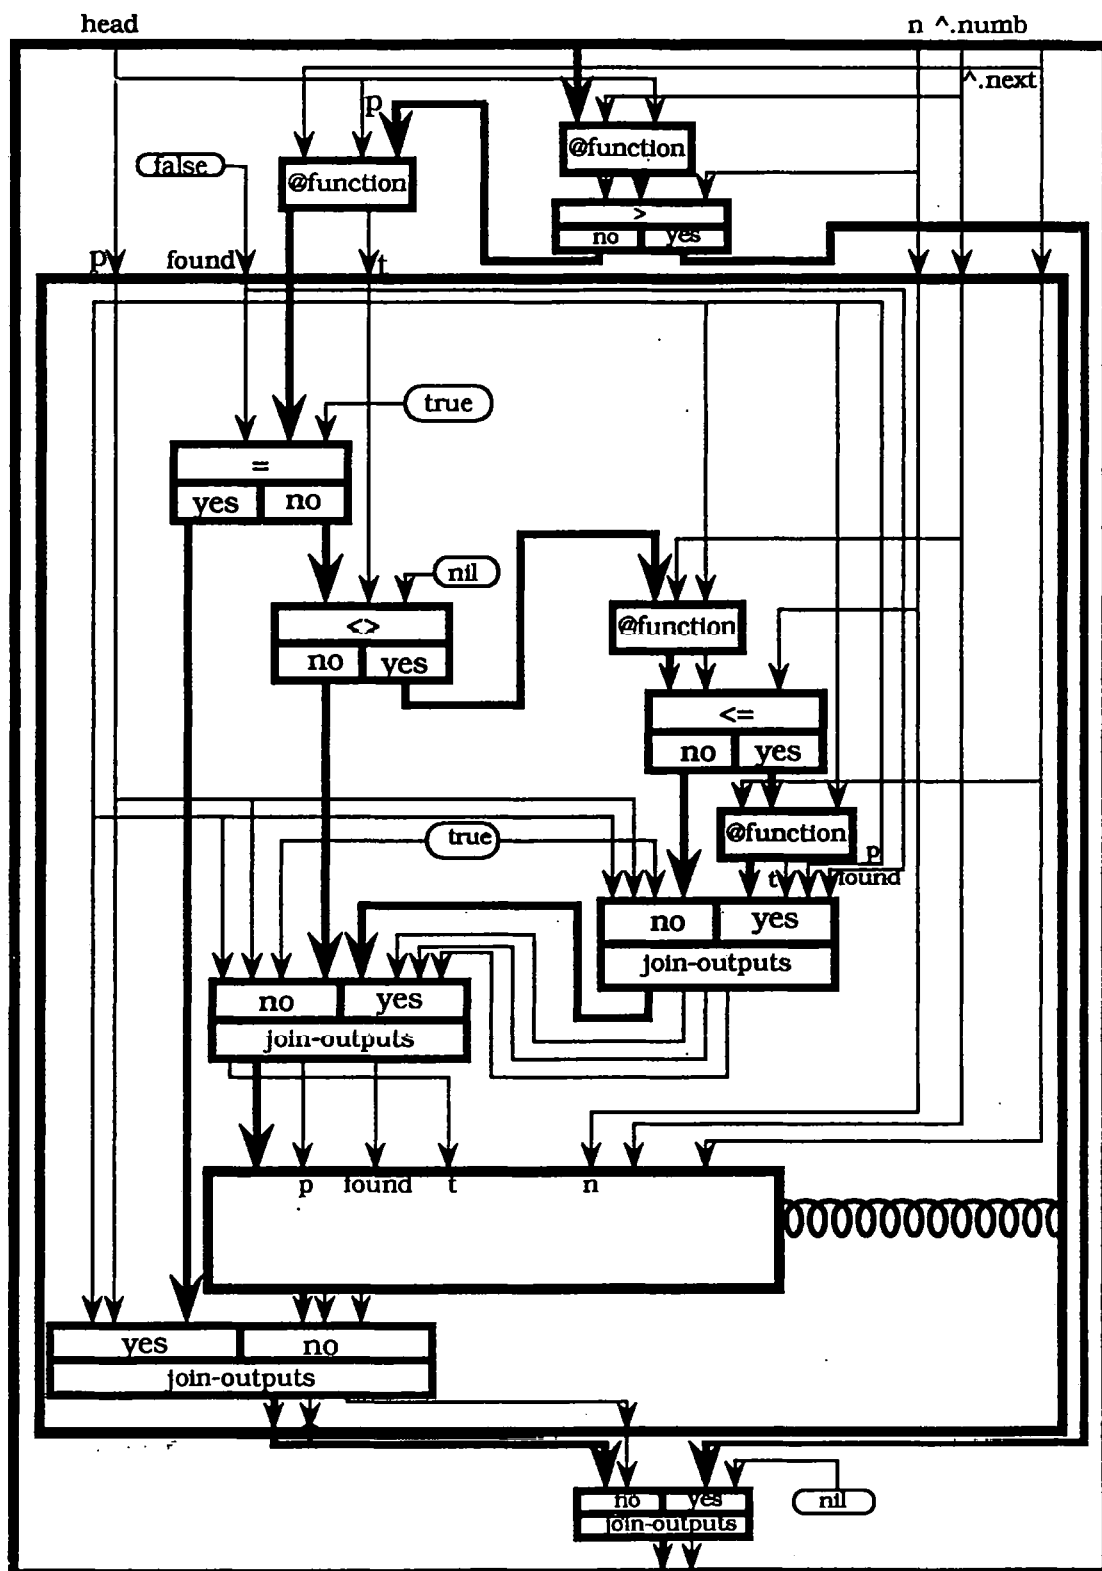 head n ^.numb
^.next
p
@function
false
@function
>
no yes
p found t
true
=
yes no
nil
<>
@function
no yes
<=
no yes
true
@function
p
t found
no yes
join-outputs
no yes
join-outputs
p found t n
yes no
join-outputs
no yes nil
join-outputs